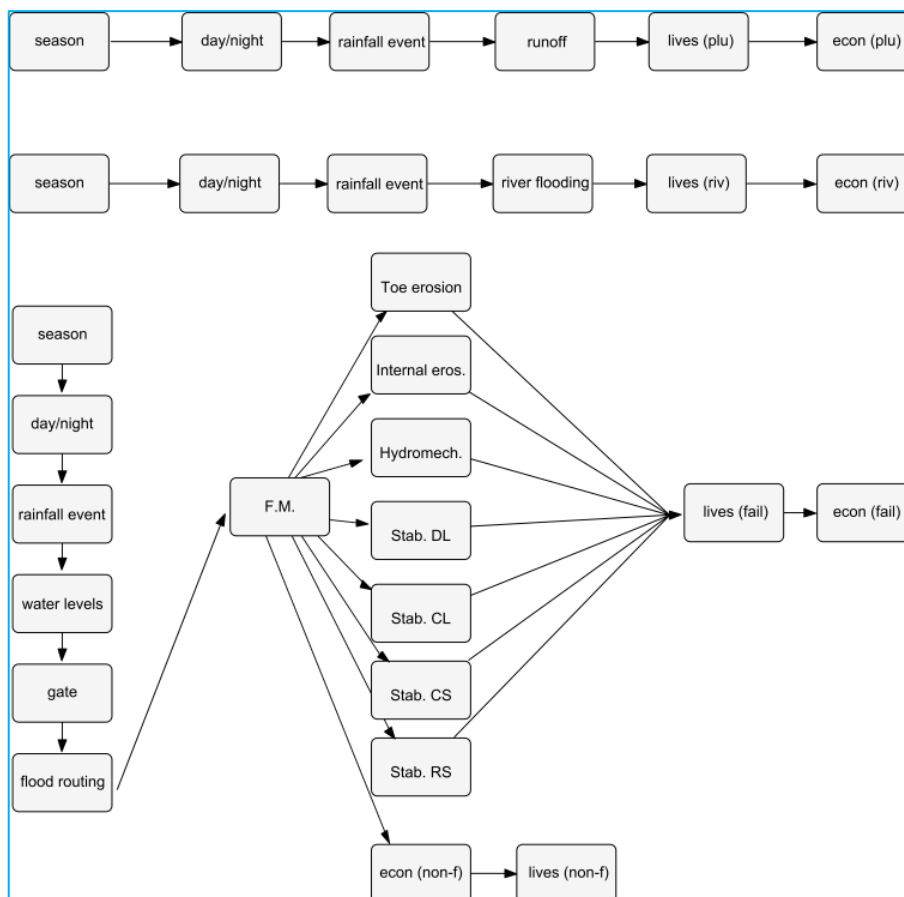 season
day/night
rainfall event
runoff
lives (plu)
econ (plu)
season
day/night
rainfall event
river flooding
lives (riv)
econ (riv)
season
day/night
rainfall event
water levels
gate
flood routing
F.M.
Toe erosion
Internal eros.
Hydromech.
Stab. DL
Stab. CL
Stab. CS
Stab. RS
lives (fail)
econ (fail)
econ (non-f)
lives (non-f)